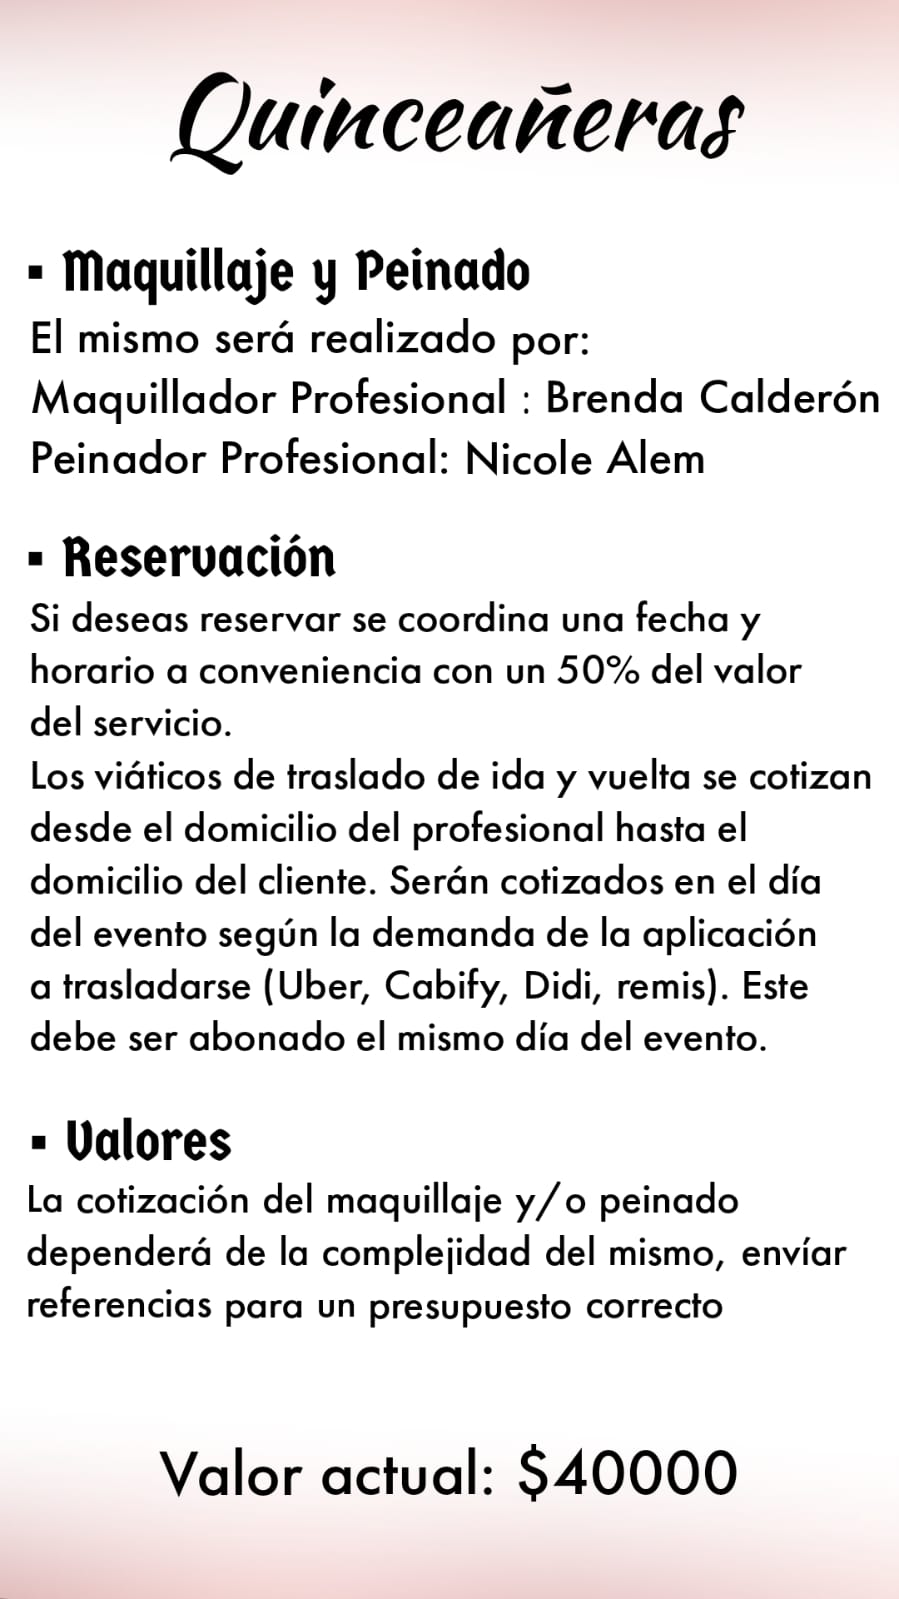 Quinceañeras
▪ Maquillaje y Peinado
El mismo será realizado por:
Maquillador Profesional : Brenda Calderón
Peinador Profesional: Nicole Alem
▪ Reservación
Si deseas reservar se coordina una fecha y
horario a conveniencia con un 50% del valor
del servicio.
Los viáticos de traslado de ida y vuelta se cotizan
desde el domicilio del profesional hasta el
domicilio del cliente. Serán cotizados en el día
del evento según la demanda de la aplicación
a trasladarse (Uber, Cabify, Didi, remis). Este
debe ser abonado el mismo día del evento.
▪ Valores
La cotización del maquillaje y/o peinado
dependerá de la complejidad del mismo, envíar
referencias para un presupuesto correcto
Valor actual: $40000